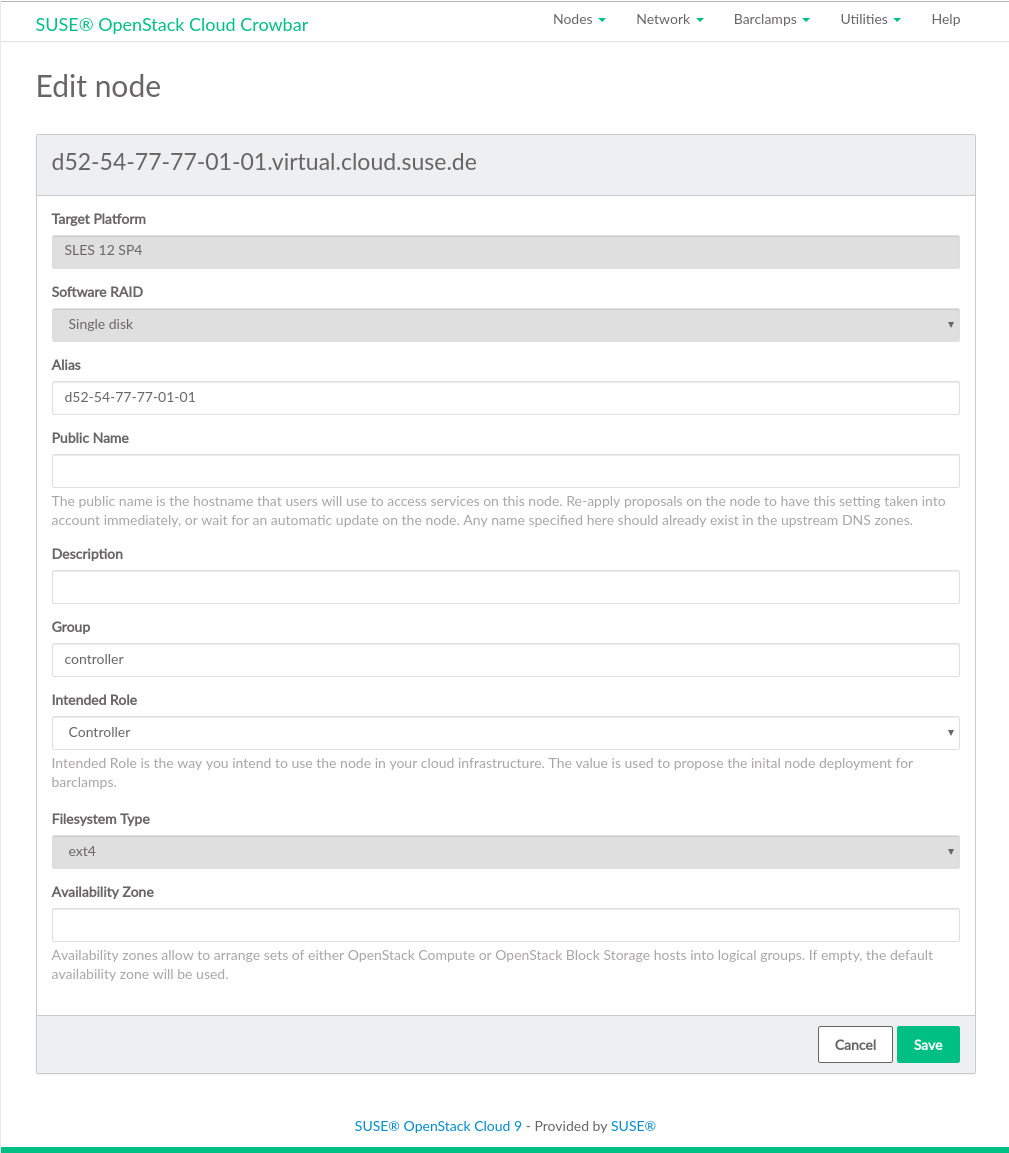 SUSE® OpenStack Cloud Crowbar
Nodes Network Barclamps Utilities Help
Edit node
d52-54-77-77-01-01.virtual.cloud.suse.de
Target Platform
SLES 12 SP4
Software RAID
Single disk
Alias
d52-54-77-77-01-01
Public Name
The public name is the hostname that users will use to access services on this node. Re-apply proposals on the node to have this setting taken into
account immediately, or wait for an automatic update on the node. Any name specified here should already exist in the upstream DNS zones.
Description
Group
controller
Intended Role
Controller
Intended Role is the way you intend to use the node in your cloud infrastructure. The value is used to propose the inital node deployment for
barclamps.
Filesystem Type
ext4
Availability Zone
Availability zones allow to arrange sets of either OpenStack Compute or OpenStack Block Storage hosts into logical groups. If empty, the default
availability zone will be used.
Cancel Save
SUSE® OpenStack Cloud 9 - Provided by SUSE®